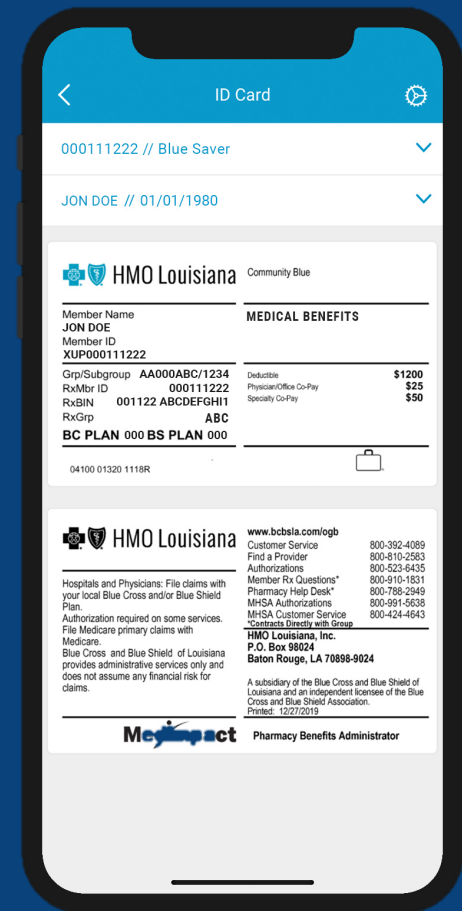 ID Card
000111222 // Blue Saver
JON DOE // 01/01/1980
HMO Louisiana
Community Blue
Member Name
JON DOE
Member ID
XUP000111222
MEDICAL BENEFITS
Grp/Subgroup AA000ABC/1234
RxMbr ID 000111222
RxBIN 001122 ABCDEFGHI1
RxGrp ABC
BC PLAN 000 BS PLAN 000
Deductible $1200
Physician/Office Co-Pay $25
Specialty Co-Pay $50
04100 01320 1118R
HMO Louisiana
Hospitals and Physicians: File claims with
your local Blue Cross and/or Blue Shield
Plan.
Authorization required on some services.
File Medicare primary claims with
Medicare.
Blue Cross and Blue Shield of Louisiana
provides administrative services only and
does not assume any financial risk for
claims.
www.bcbsla.com/ogb
Customer Service 800-392-4089
Find a Provider 800-810-2583
Authorizations 800-523-6435
Member Rx Questions* 800-910-1831
Pharmacy Help Desk* 800-788-2949
MHSA Authorizations 800-991-5638
MHSA Customer Service 800-424-4643
*Contracts Directly with Group
HMO Louisiana, Inc.
P.O. Box 98024
Baton Rouge, LA 70898-9024
A subsidiary of the Blue Cross and Blue Shield of
Louisiana and an independent licensee of the Blue
Cross and Blue Shield Association.
Printed: 12/27/2019
Pharmacy Benefits Administrator